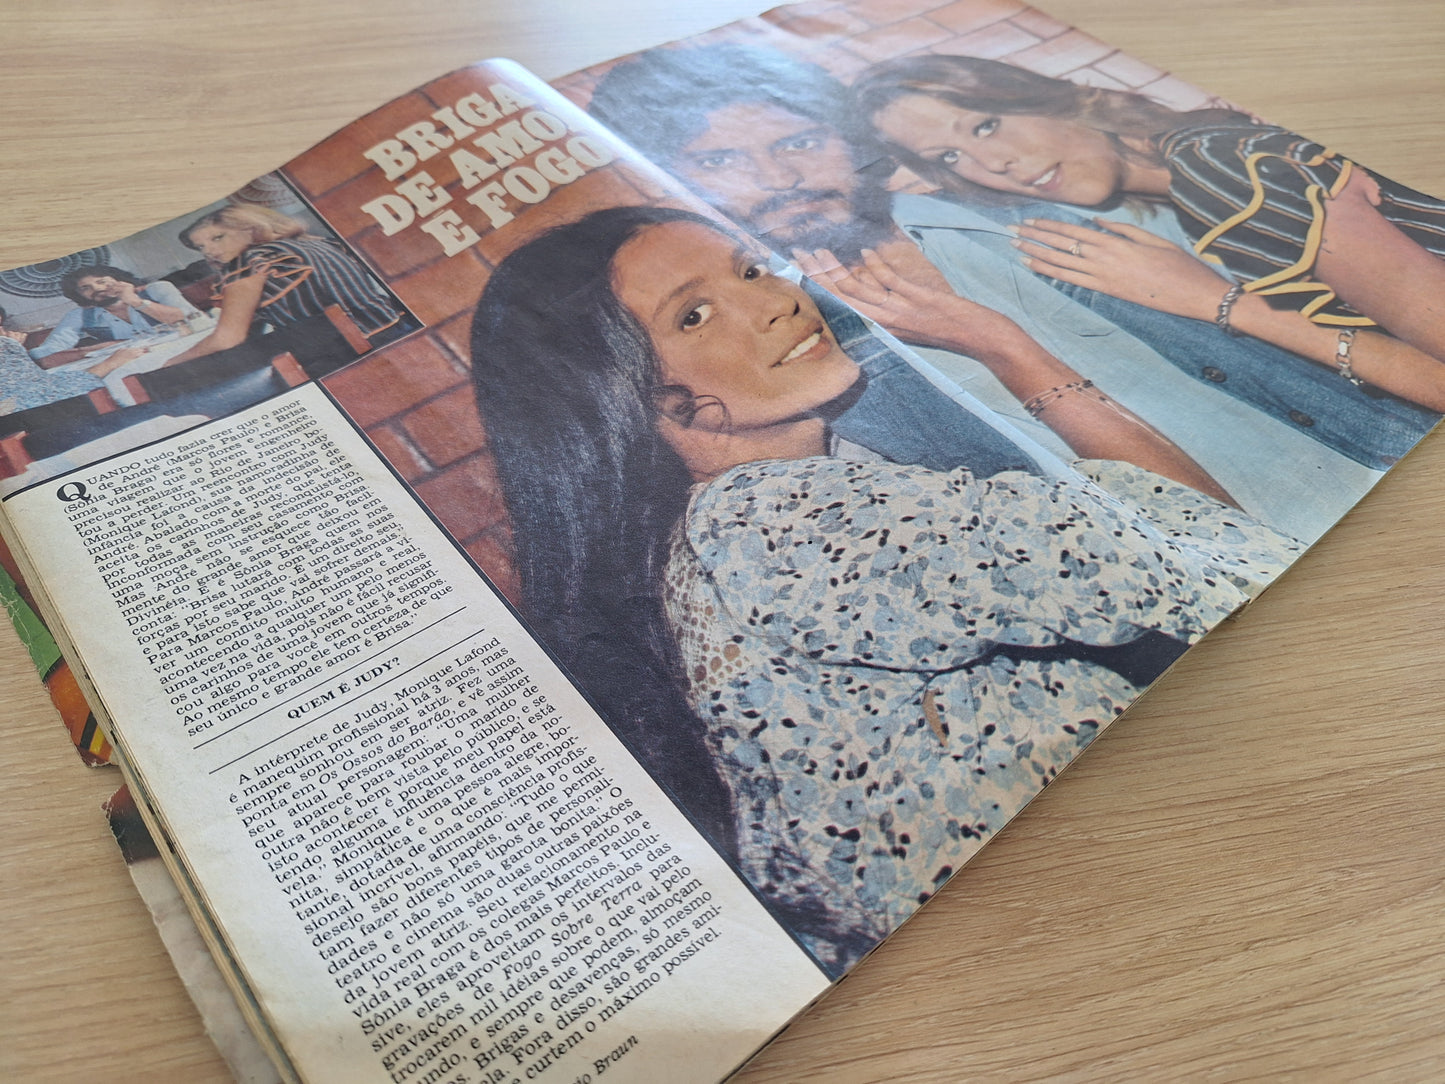 BRIGA
DE AMOR
E FOGO
QUANDO tudo fazia crer que o amor
de André (Marcos Paulo) e Brisa
(Sônia Braga) era só flores e romance,
uma viagem que o jovem engenheiro
precisou realizar ao Rio de Janeiro, bo-
tou a perder. Um reencontro com Judy
(Monique Lafond), sua namoradinha de
infância foi a causa da indecisão de
André. Abalado com a morte do pai, ele
aceita os carinhos de Judy, que tenta
por todas as maneiras reconquistá-lo.
Inconformada com seu casamento com
uma moça sem instrução como Brisa.
Mas André não se esquece tão facil-
mente do grande amor que deixou em
Divinéia. E é Sônia Braga quem nos
conta: "Brisa lutará com todas as suas
forças por seu marido. É um direito seu,
e para isto sabe que vai sofrer demais."
Para Marcos Paulo, André passará a vi-
ver um conflito muito humano e real,
acontecendo a qualquer um pelo menos
uma vez na vida, pois não é fácil recusar
os carinhos de uma jovem que já signifi-
cou algo para você em outros tempos.
Ao mesmo tempo ele tem certeza de que
seu único e grande amor é Brisa."
QUEM É JUDY?
A intérprete de Judy, Monique Lafond
é manequim profissional há 3 anos, mas
sempre sonhou em ser atriz. Fez uma
ponta em Os Ossos do Barão, e vê assim
seu atual personagem: "Uma mulher
que aparece para roubar o marido de
outra não é bem vista pelo público, e se
isto acontecer é porque meu papel está
tendo, alguma influência dentro da no-
vela." Monique é uma pessoa alegre, bo-
nita, simpática e o que é mais impor-
tante, dotada de uma consciência profis-
sional incrível, afirmando: "Tudo o que
desejo são bons papéis, que me permi-
tam fazer diferentes tipos de personali-
dades e não só uma garota bonita." O
teatro e cinema são duas outras paixões
da jovem atriz. Seu relacionamento na
vida real com os colegas Marcos Paulo e
Sônia Braga é dos mais perfeitos. Inclu-
sive, eles aproveitam os intervalos das
gravações de Fogo Sobre Terra para
trocarem mil idéias sobre o que vai pelo
undo, e sempre que podem, almoçam
s. Brigas e desavenças, só mesmo
ela. Fora disso, são grandes ami-
e curtem o máximo possível.
io Braun